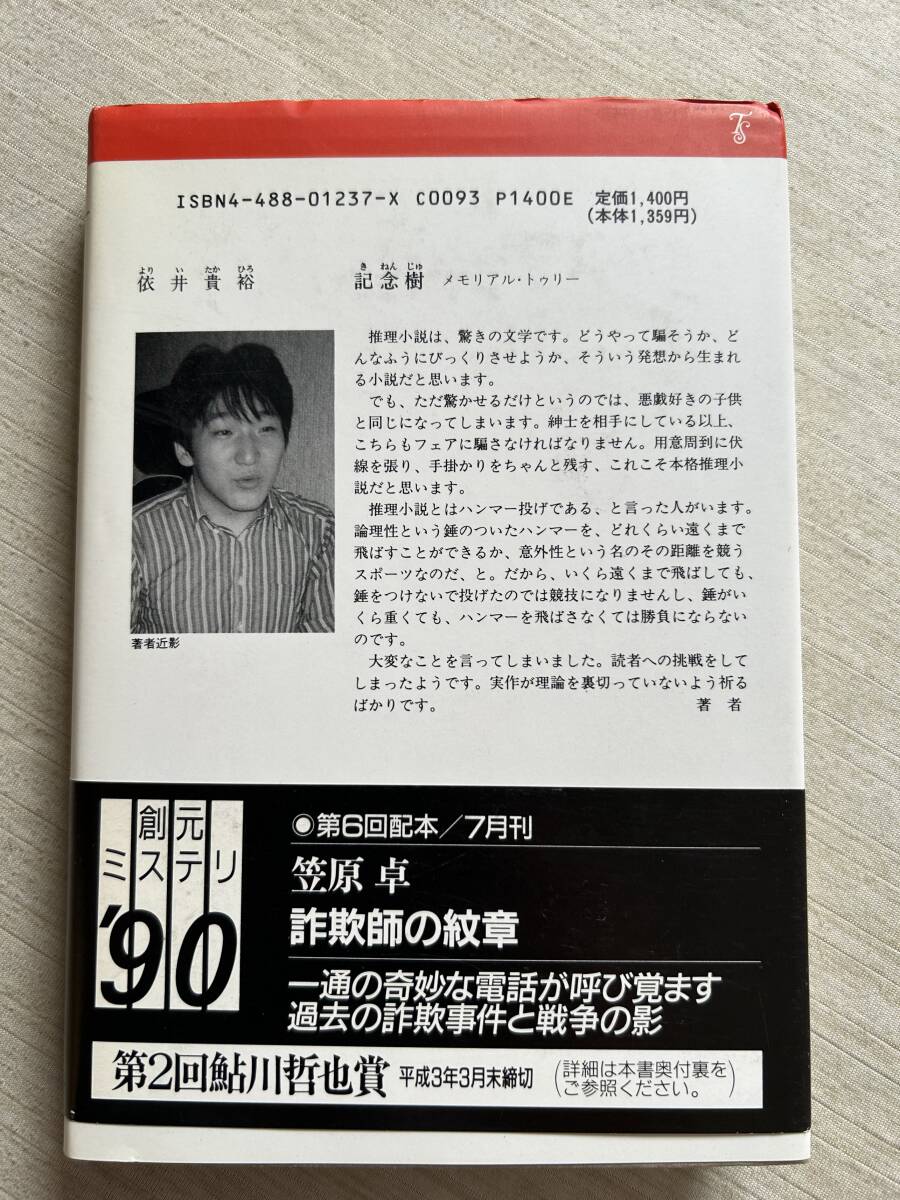 TS
ISBN4-488-01237-X C0093 P1400E 定価1,400円
(本体1,359円)
より い たか ひろ
依井貴裕
き ねん じゅ
記念樹 メモリアル・トゥリー
推理小説は、驚きの文学です。どうやって騙そうか、ど
んなふうにびっくりさせようか、そういう発想から生まれ
る小説だと思います。
でも、ただ驚かせるだけというのでは、悪戯好きの子供
と同じになってしまいます。紳士を相手にしている以上、
こちらもフェアに騙さなければなりません。用意周到に伏
線を張り、手掛かりをちゃんと残す、これこそ本格推理小
説だと思います。
推理小説とはハンマー投げである、と言った人がいます。
論理性という錘のついたハンマーを、どれくらい遠くまで
飛ばすことができるか、意外性という名のその距離を競う
スポーツなのだ、と。だから、いくら遠くまで飛ばしても、
錘をつけないで投げたのでは競技になりませんし、錘がい
くら重くても、ハンマーを飛ばさなくては勝負にならない
のです。
大変なことを言ってしまいました。読者への挑戦をして
しまったようです。実作が理論を裏切っていないよう祈る
ばかりです。 著者
著者近影
創元
ミステリ
'90
◉第6回配本/7月刊
笠原卓
詐欺師の紋章
一通の奇妙な電話が呼び覚ます
過去の詐欺事件と戦争の影
第2回鮎川哲也賞 平成3年3月末締切 (詳細は本書奥付裏を
ご参照ください。)